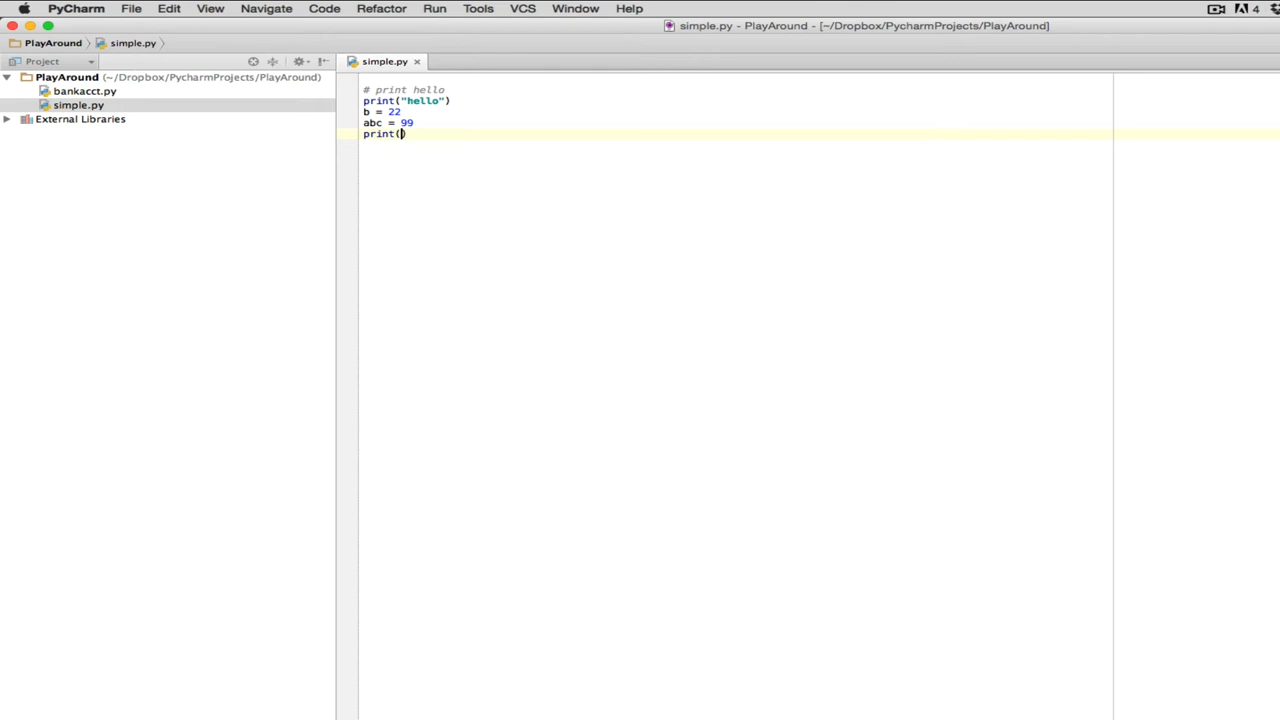 PyCharm File Edit View Navigate Code Refactor Run Tools VCS Window Help 4
simple.py - PlayAround - [~/Dropbox/PycharmProjects/PlayAround]
PlayAround simple.py
Project
simple.py
PlayAround (~/Dropbox/PycharmProjects/PlayAround)
bankacct.py
simple.py
External Libraries
# print hello
print("hello")
b = 22
abc = 99
print()